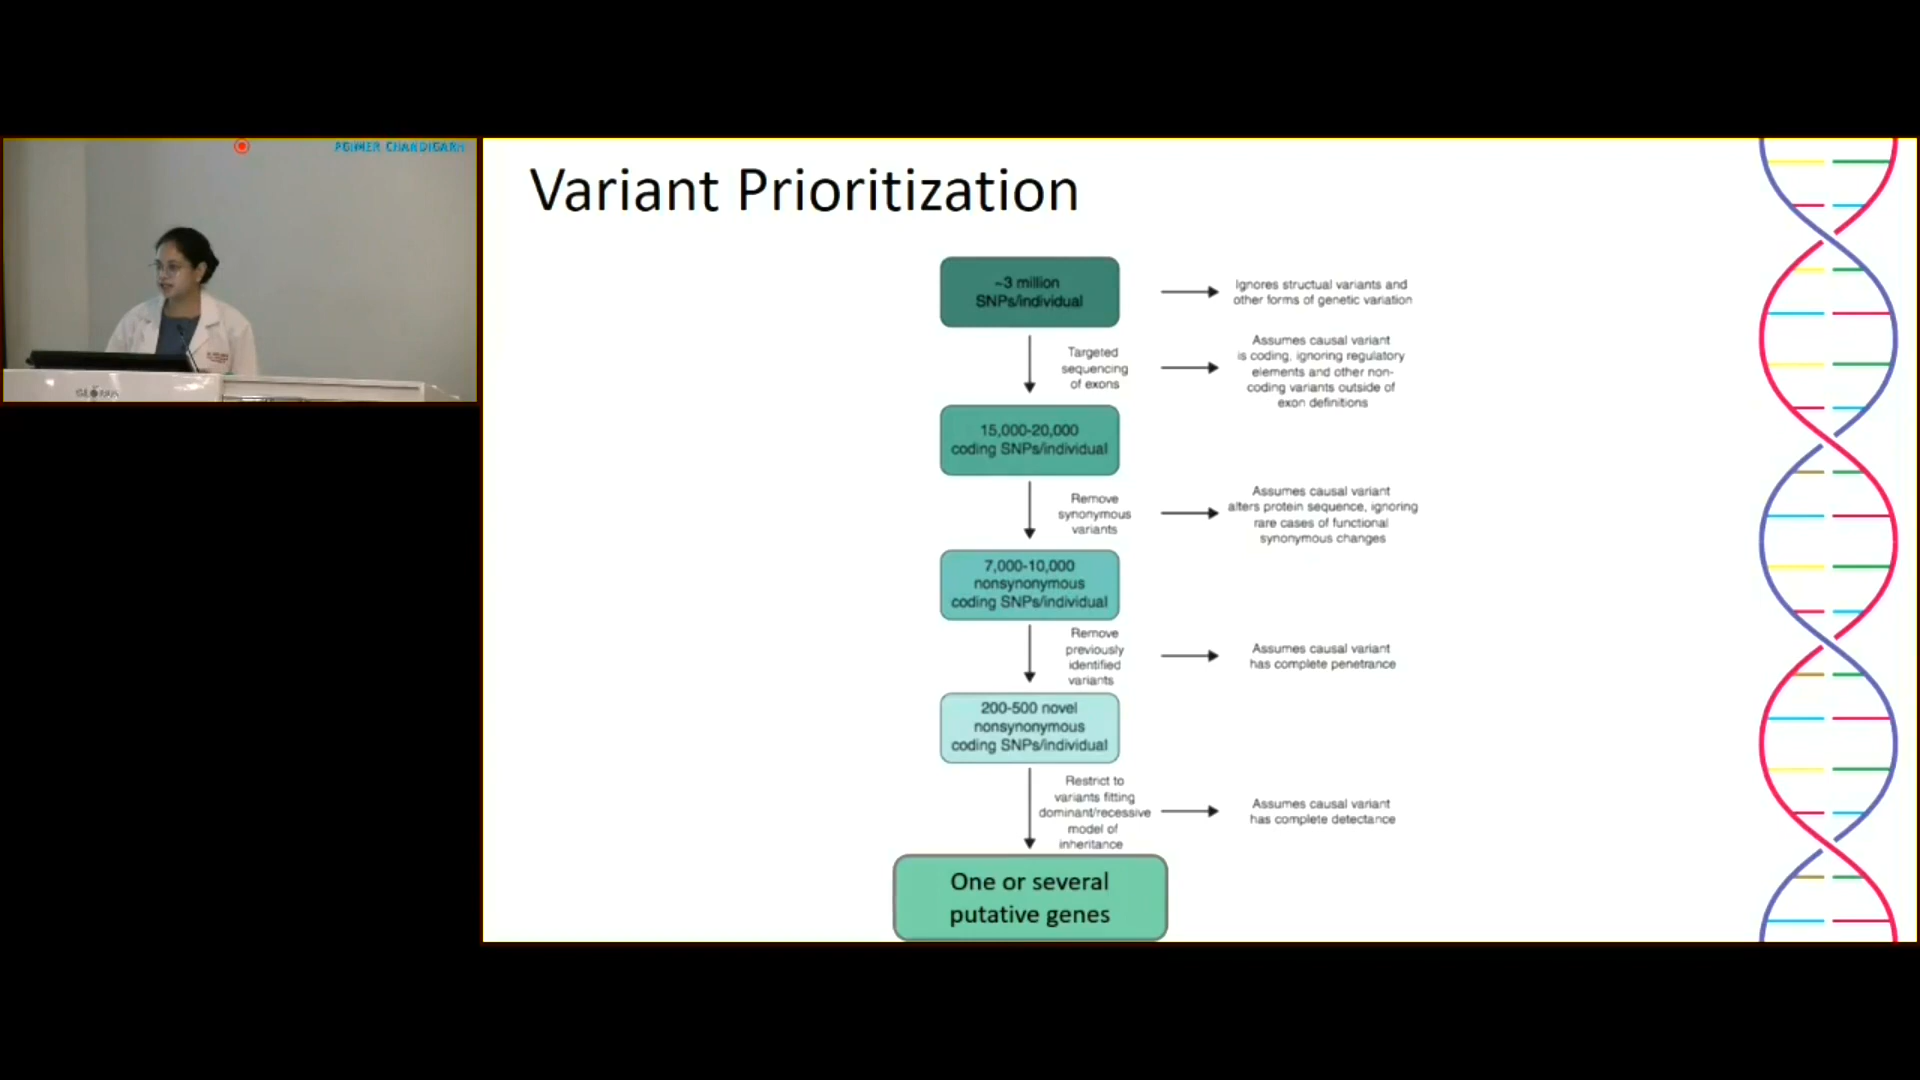 PGIMER CHANDIGARH
Variant Prioritization
~3 million
SNPs/individual
Ignores structual variants and
other forms of genetic variation
Targeted
sequencing
of exons
Assumes causal variant
is coding, ignoring regulatory
elements and other non-
coding variants outside of
exon definitions
15,000-20,000
coding SNPs/individual
Remove
synonymous
variants
Assumes causal variant
alters protein sequence, ignoring
rare cases of functional
synonymous changes
7,000-10,000
nonsynonymous
coding SNPs/individual
Remove
previously
identified
variants
Assumes causal variant
has complete penetrance
200-500 novel
nonsynonymous
coding SNPs/individual
Restrict to
variants fitting
dominant/recessive
model of
inheritance
Assumes causal variant
has complete detectance
One or several
putative genes